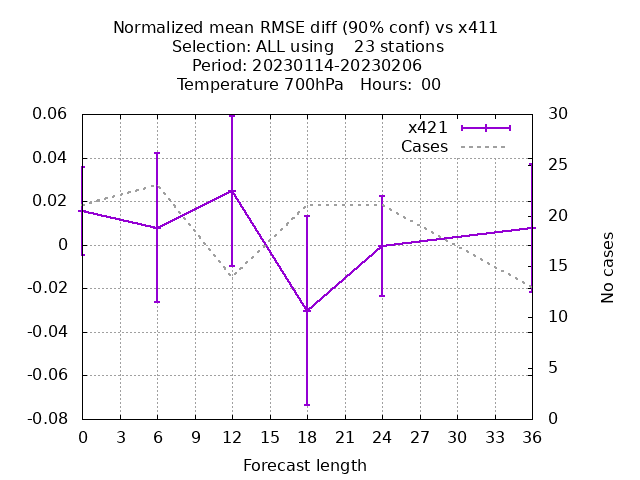 Normalized mean RMSE diff (90% conf) vs x411
Selection: ALL using    23 stations
Period: 20230114-20230206
Temperature 700hPa   Hours:  00
0.06
0.04
0.02
0
-0.02
-0.04
-0.06
-0.08
x421
Cases
30
25
20
15
10
5
0
No cases
0 3 6 9 12 15 18 21 24 27 30 33 36
Forecast length